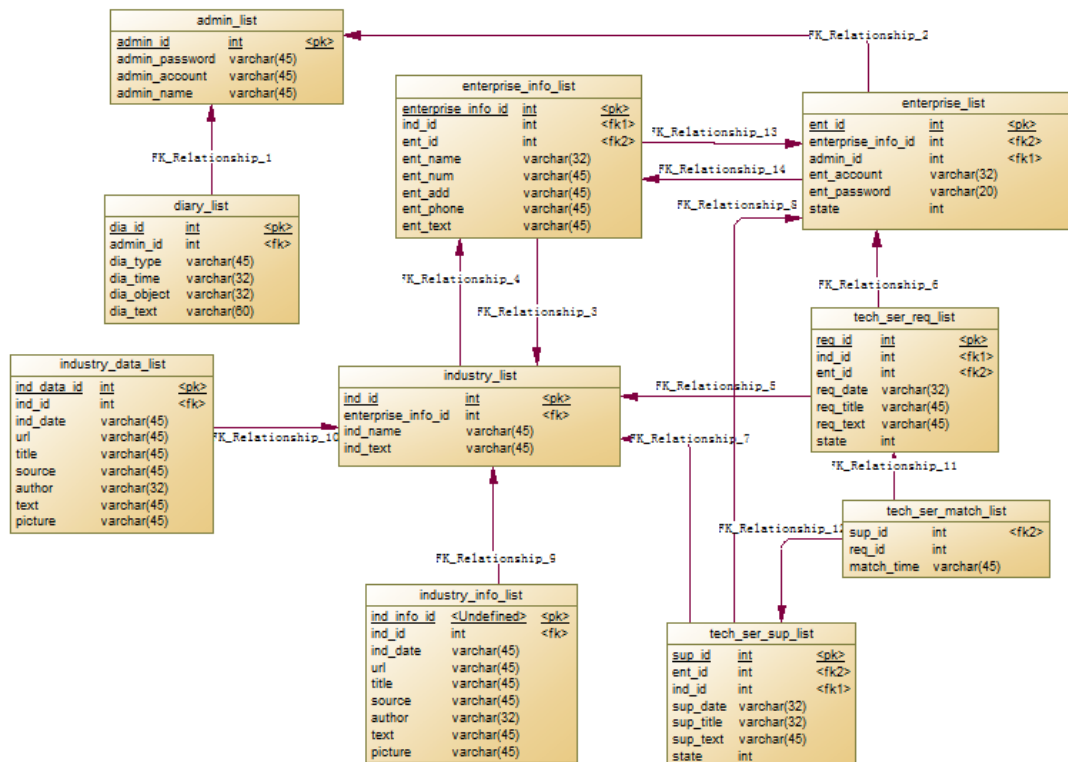 admin_list
admin_id int <pk>
admin_password varchar(45)
admin_account varchar(45)
admin_name varchar(45)
FK_Relationship_2
enterprise_info_list
enterprise_info_id int <pk>
ind_id int <fk1>
ent_id int <fk2>
ent_name varchar(32)
ent_num varchar(45)
ent_add varchar(45)
ent_phone varchar(45)
ent_text varchar(45)
enterprise_list
ent_id int <pk>
enterprise_info_id int <fk2>
admin_id int <fk1>
ent_account varchar(32)
ent_password varchar(20)
state int
FK_Relationship_13
FK_Relationship_14
FK_Relationship_1
diary_list
dia_id int <pk>
admin_id int <fk>
dia_type varchar(45)
dia_time varchar(32)
dia_object varchar(32)
dia_text varchar(60)
FK_Relationship_8
FK_Relationship_4
FK_Relationship_3
FK_Relationship_6
tech_ser_req_list
req_id int <pk>
ind_id int <fk1>
ent_id int <fk2>
req_date varchar(32)
req_title varchar(45)
req_text varchar(45)
state int
industry_data_list
ind_data_id int <pk>
ind_id int <fk>
ind_date varchar(45)
url varchar(45)
title varchar(45)
source varchar(45)
author varchar(32)
text varchar(45)
picture varchar(45)
industry_list
ind_id int <pk>
enterprise_info_id int <fk>
ind_name varchar(45)
ind_text varchar(45)
FK_Relationship_5
FK_Relationship_10
FK_Relationship_7
FK_Relationship_11
tech_ser_match_list
sup_id int <fk2>
req_id int
match_time varchar(45)
FK_Relationship_12
FK_Relationship_9
industry_info_list
ind_info_id <Undefined> <pk>
ind_id int <fk>
ind_date varchar(45)
url varchar(45)
title varchar(45)
source varchar(45)
author varchar(32)
text varchar(45)
picture varchar(45)
tech_ser_sup_list
sup_id int <pk>
ent_id int <fk2>
ind_id int <fk1>
sup_date varchar(32)
sup_title varchar(32)
sup_text varchar(45)
state int